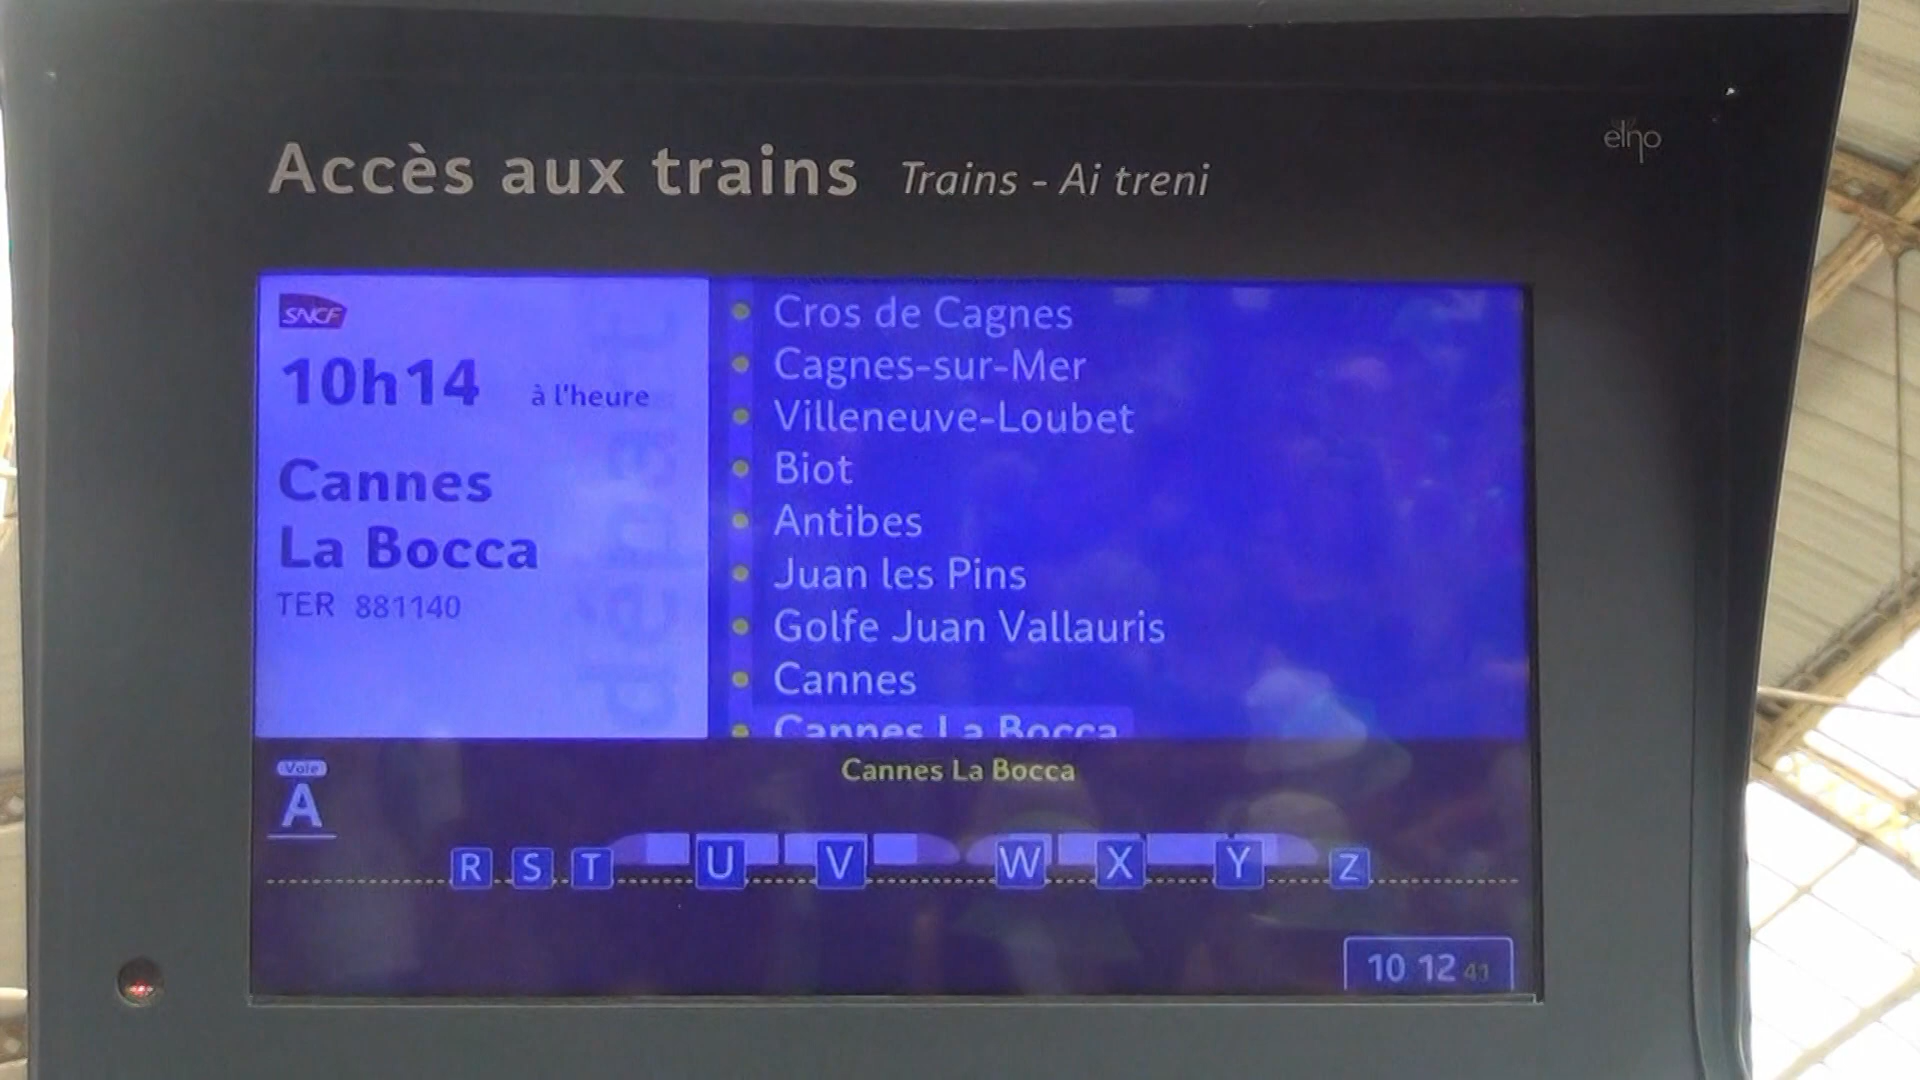 elno
Accès aux trains Trains - Ai treni
SNCF
10h14 à l'heure
Cannes
La Bocca
TER 881140
départ
Cros de Cagnes
Cagnes-sur-Mer
Villeneuve-Loubet
Biot
Antibes
Juan les Pins
Golfe Juan Vallauris
Cannes
Cannes La Bocca
Voie
A
Cannes La Bocca
R S T U V W X Y Z
10 12 41